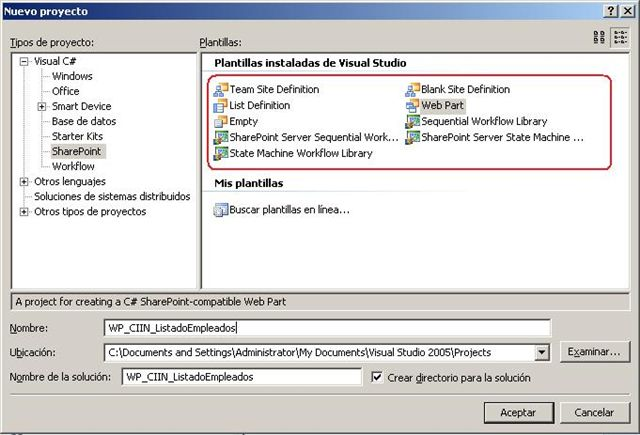 Nuevo proyecto
Tipos de proyecto:
Plantillas:
Visual C#
Windows
Office
Smart Device
Base de datos
Starter Kits
SharePoint
Workflow
Otros lenguajes
Soluciones de sistemas distribuidos
Otros tipos de proyectos
Plantillas instaladas de Visual Studio
Team Site Definition
Blank Site Definition
List Definition
Web Part
Empty
Sequential Workflow Library
SharePoint Server Sequential Work...
SharePoint Server State Machine ...
State Machine Workflow Library
Mis plantillas
Buscar plantillas en línea...
A project for creating a C# SharePoint-compatible Web Part
Nombre:
WP_CIIN_ListadoEmpleados
Ubicación:
C:\Documents and Settings\Administrator\My Documents\Visual Studio 2005\Projects
Examinar...
Nombre de la solución:
WP_CIIN_ListadoEmpleados
Crear directorio para la solución
Aceptar
Cancelar